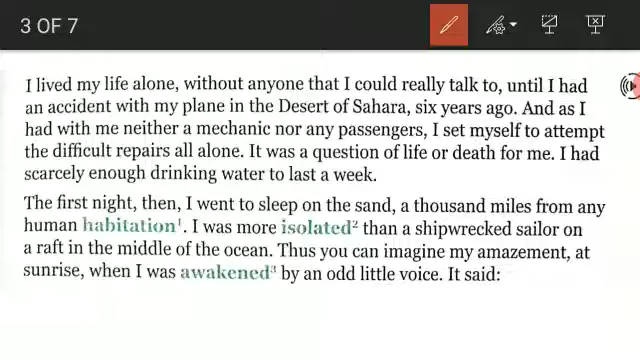 3 OF 7
I lived my life alone, without anyone that I could really talk to, until I had
an accident with my plane in the Desert of Sahara, six years ago. And as I
had with me neither a mechanic nor any passengers, I set myself to attempt
the difficult repairs all alone. It was a question of life or death for me. I had
scarcely enough drinking water to last a week.
The first night, then, I went to sleep on the sand, a thousand miles from any
human habitation¹. I was more isolated² than a shipwrecked sailor on
a raft in the middle of the ocean. Thus you can imagine my amazement, at
sunrise, when I was awakened³ by an odd little voice. It said: